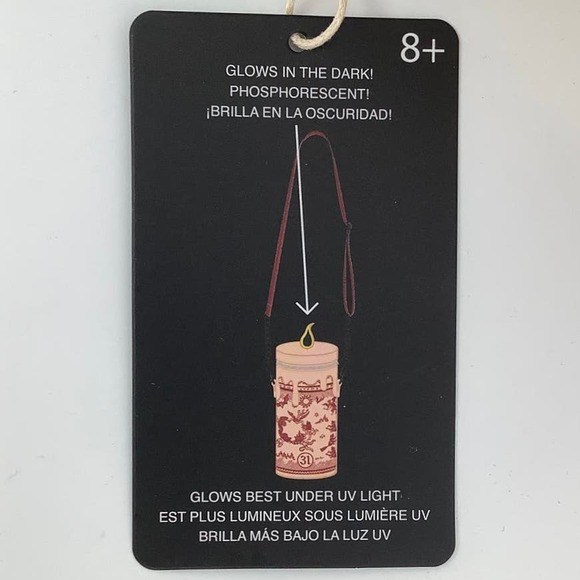 8+
GLOWS IN THE DARK!
PHOSPHORESCENT!
¡BRILLA EN LA OSCURIDAD!
31
GLOWS BEST UNDER UV LIGHT
EST PLUS LUMINEUX SOUS LUMIÈRE UV
BRILLA MÁS BAJO LA LUZ UV